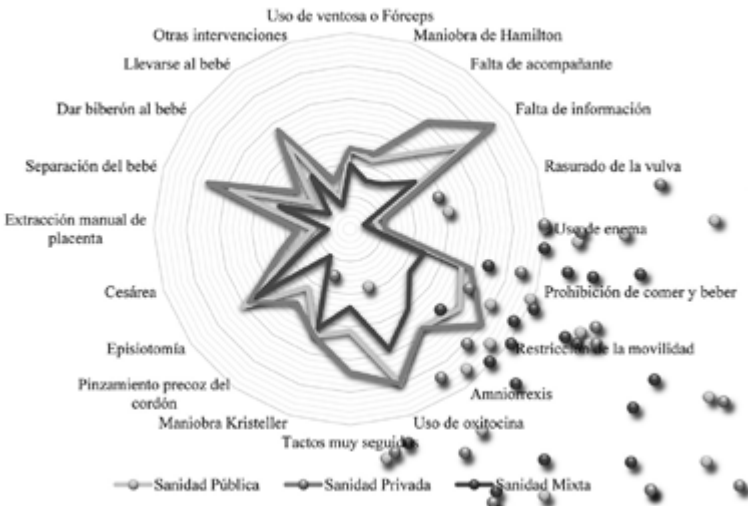 Uso de ventosa o Fórceps
Otras intervenciones
Maniobra de Hamilton
Llevarse al bebé
Falta de acompañante
Dar biberón al bebé
Falta de información
Separación del bebé
Rasurado de la vulva
Extracción manual de
placenta
Uso de enema
Cesárea
Prohibición de comer y beber
Episiotomía
Restricción de la movilidad
Pinzamiento precoz del
cordón
Amniorrexis
Maniobra Kristeller
Uso de oxitocina
Tactos muy seguidos
Sanidad Pública
Sanidad Privada
Sanidad Mixta